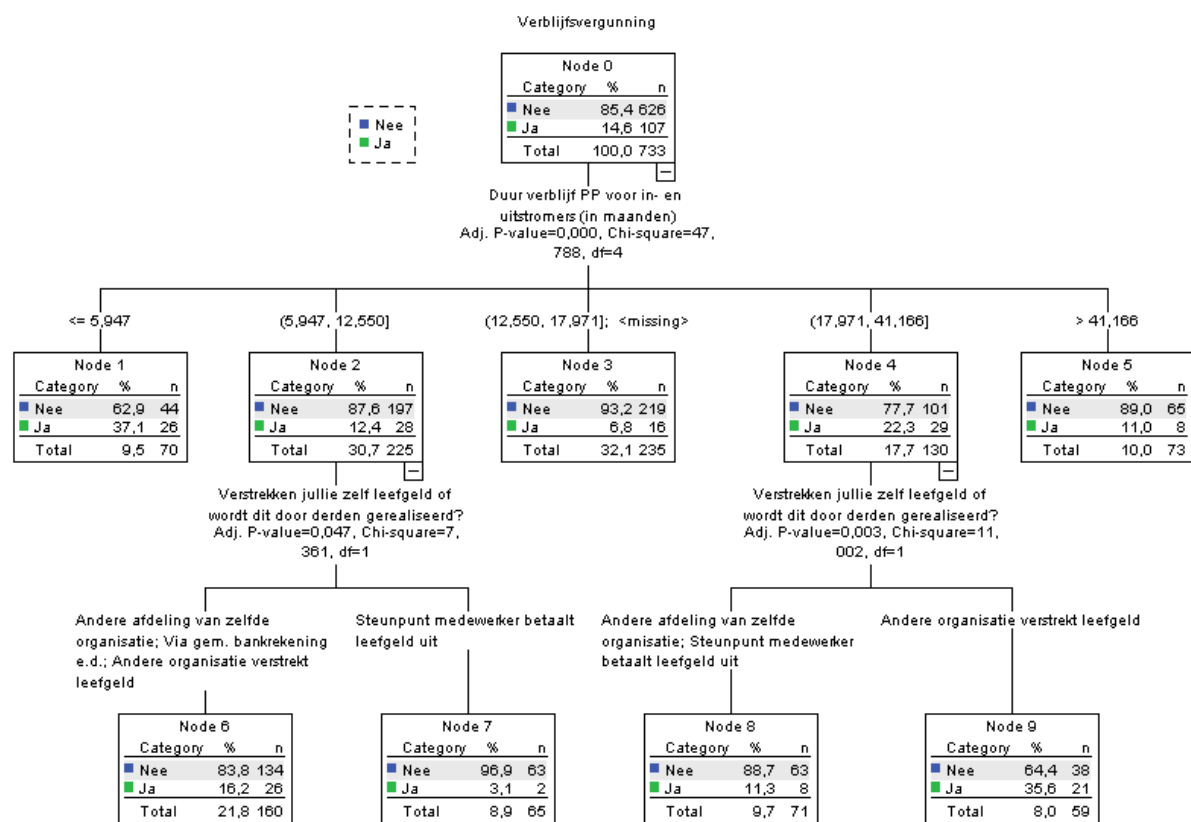 Verblijfsvergunning
Node 0
Category % n
Nee 85,4 626
Ja 14,6 107
Total 100,0 733
Nee
Ja
Duur verblijf PP voor in- en
uitstromers (in maanden)
Adj. P-value=0,000, Chi-square=47,
788, df=4
<= 5,947
(5,947, 12,550]
(12,550, 17,971]; <missing>
(17,971, 41,166]
> 41,166
Node 1
Category % n
Nee 62,9 44
Ja 37,1 26
Total 9,5 70
Node 2
Category % n
Nee 87,6 197
Ja 12,4 28
Total 30,7 225
Node 3
Category % n
Nee 93,2 219
Ja 6,8 16
Total 32,1 235
Node 4
Category % n
Nee 77,7 101
Ja 22,3 29
Total 17,7 130
Node 5
Category % n
Nee 89,0 65
Ja 11,0 8
Total 10,0 73
Verstrekken jullie zelf leefgeld of
wordt dit door derden gerealiseerd?
Adj. P-value=0,047, Chi-square=7,
361, df=1
Verstrekken jullie zelf leefgeld of
wordt dit door derden gerealiseerd?
Adj. P-value=0,003, Chi-square=11,
002, df=1
Andere afdeling van zelfde
organisatie; Via gem. bankrekening
e.d.; Andere organisatie verstrekt
leefgeld
Steunpunt medewerker betaalt
leefgeld uit
Andere afdeling van zelfde
organisatie; Steunpunt medewerker
betaalt leefgeld uit
Andere organisatie verstrekt leefgeld
Node 6
Category % n
Nee 83,8 134
Ja 16,2 26
Total 21,8 160
Node 7
Category % n
Nee 96,9 63
Ja 3,1 2
Total 8,9 65
Node 8
Category % n
Nee 88,7 63
Ja 11,3 8
Total 9,7 71
Node 9
Category % n
Nee 64,4 38
Ja 35,6 21
Total 8,0 59